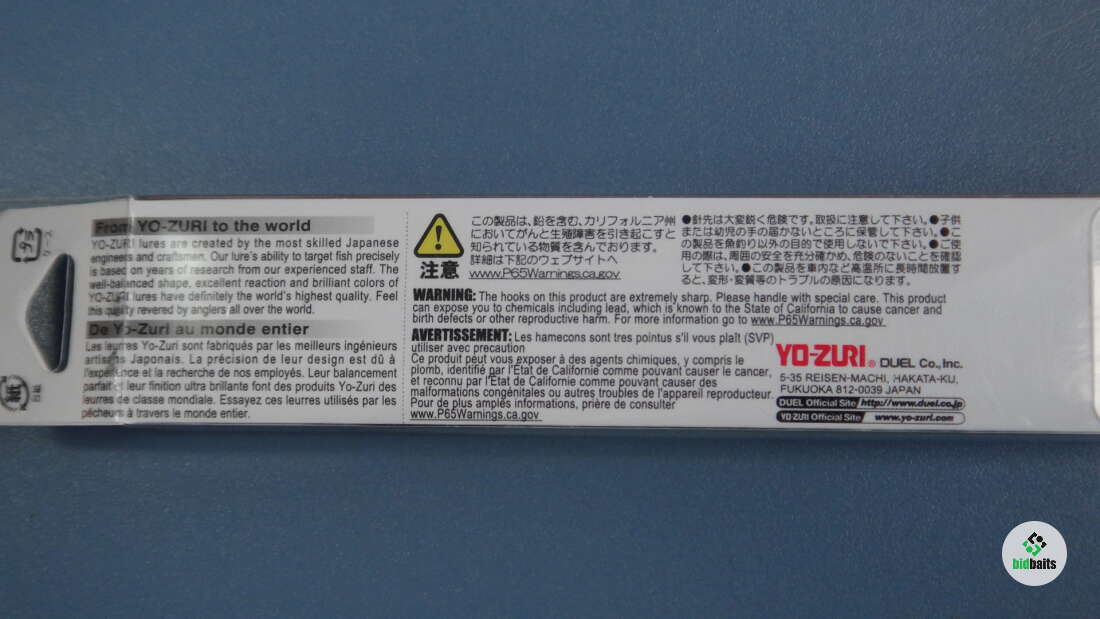 プラ
ケース
紙
台紙
From YO-ZURI to the world
YO-ZURI lures are created by the most skilled Japanese
engineers and craftsmen. Our lure's ability to target fish precisely
is based on years of research from our experienced staff. The
well-balanced shape, excellent reaction and brilliant colors of
YO-ZURI lures have definitely the world's highest quality. Feel
this quality revered by anglers all over the world.
De Yo-Zuri au monde entier
Les leurres Yo-Zuri sont fabriqués par les meilleurs ingénieurs
artisans Japonais. La précision de leur design est dû à
l'expérience et la recherche de nos employés. Leur balancement
parfait et leur finition ultra brillante font des produits Yo-Zuri des
leurres de classe mondiale. Essayez ces leurres utilisés par les
pêcheurs à travers le monde entier.
注意
この製品は、鉛を含む、カリフォルニア州
においてがんと生殖障害を引き起こすと
知られている物質を含んでおります。
詳細は下記のウェブサイトへ
www.P65Warnings.ca.gov
●針先は大変鋭く危険です。取扱に注意して下さい。●子供
または幼児の手の届かないところに保管して下さい。●こ
の製品を魚釣り以外の目的で使用しないで下さい。●ご使
用の際は、周囲の安全を充分確かめ、危険のないことを確認
して下さい。●この製品を車内など高温所に長時間放置す
ると、変形・変質等のトラブルの原因になります。
WARNING: The hooks on this product are extremely sharp. Please handle with special care. This product
can expose you to chemicals including lead, which is known to the State of California to cause cancer and
birth defects or other reproductive harm. For more information go to www.P65Warnings.ca.gov
AVERTISSEMENT: Les hamecons sont tres pointus s'il vous plaît (SVP)
utiliser avec precaution
Ce produit peut vous exposer à des agents chimiques, y compris le
plomb, identifié par l'État de Californie comme pouvant causer le cancer,
et reconnu par l'État de Californie comme pouvant causer des
malformations congénitales ou autres troubles de l'appareil reproducteur.
Pour de plus amples informations, prière de consulter
www.P65Warnings.ca.gov
YO-ZURI® DUEL Co., Inc.
5-35 REISEN-MACHI, HAKATA-KU,
FUKUOKA 812-0039 JAPAN
DUEL Official Site http://www.duel.co.jp
YO-ZURI Official Site www.yo-zuri.com
bidbaits